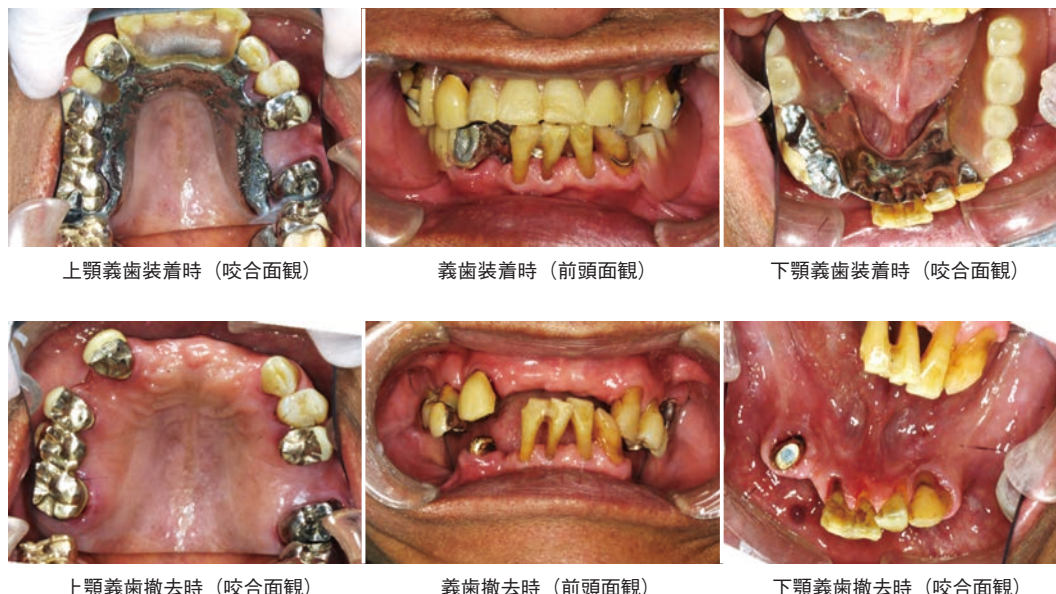 上顎義歯装着時（咬合面観）
義歯装着時（前頭面観）
下顎義歯装着時（咬合面観）
上顎義歯撤去時（咬合面観）
義歯撤去時（前頭面観）
下顎義歯撤去時（咬合面観）